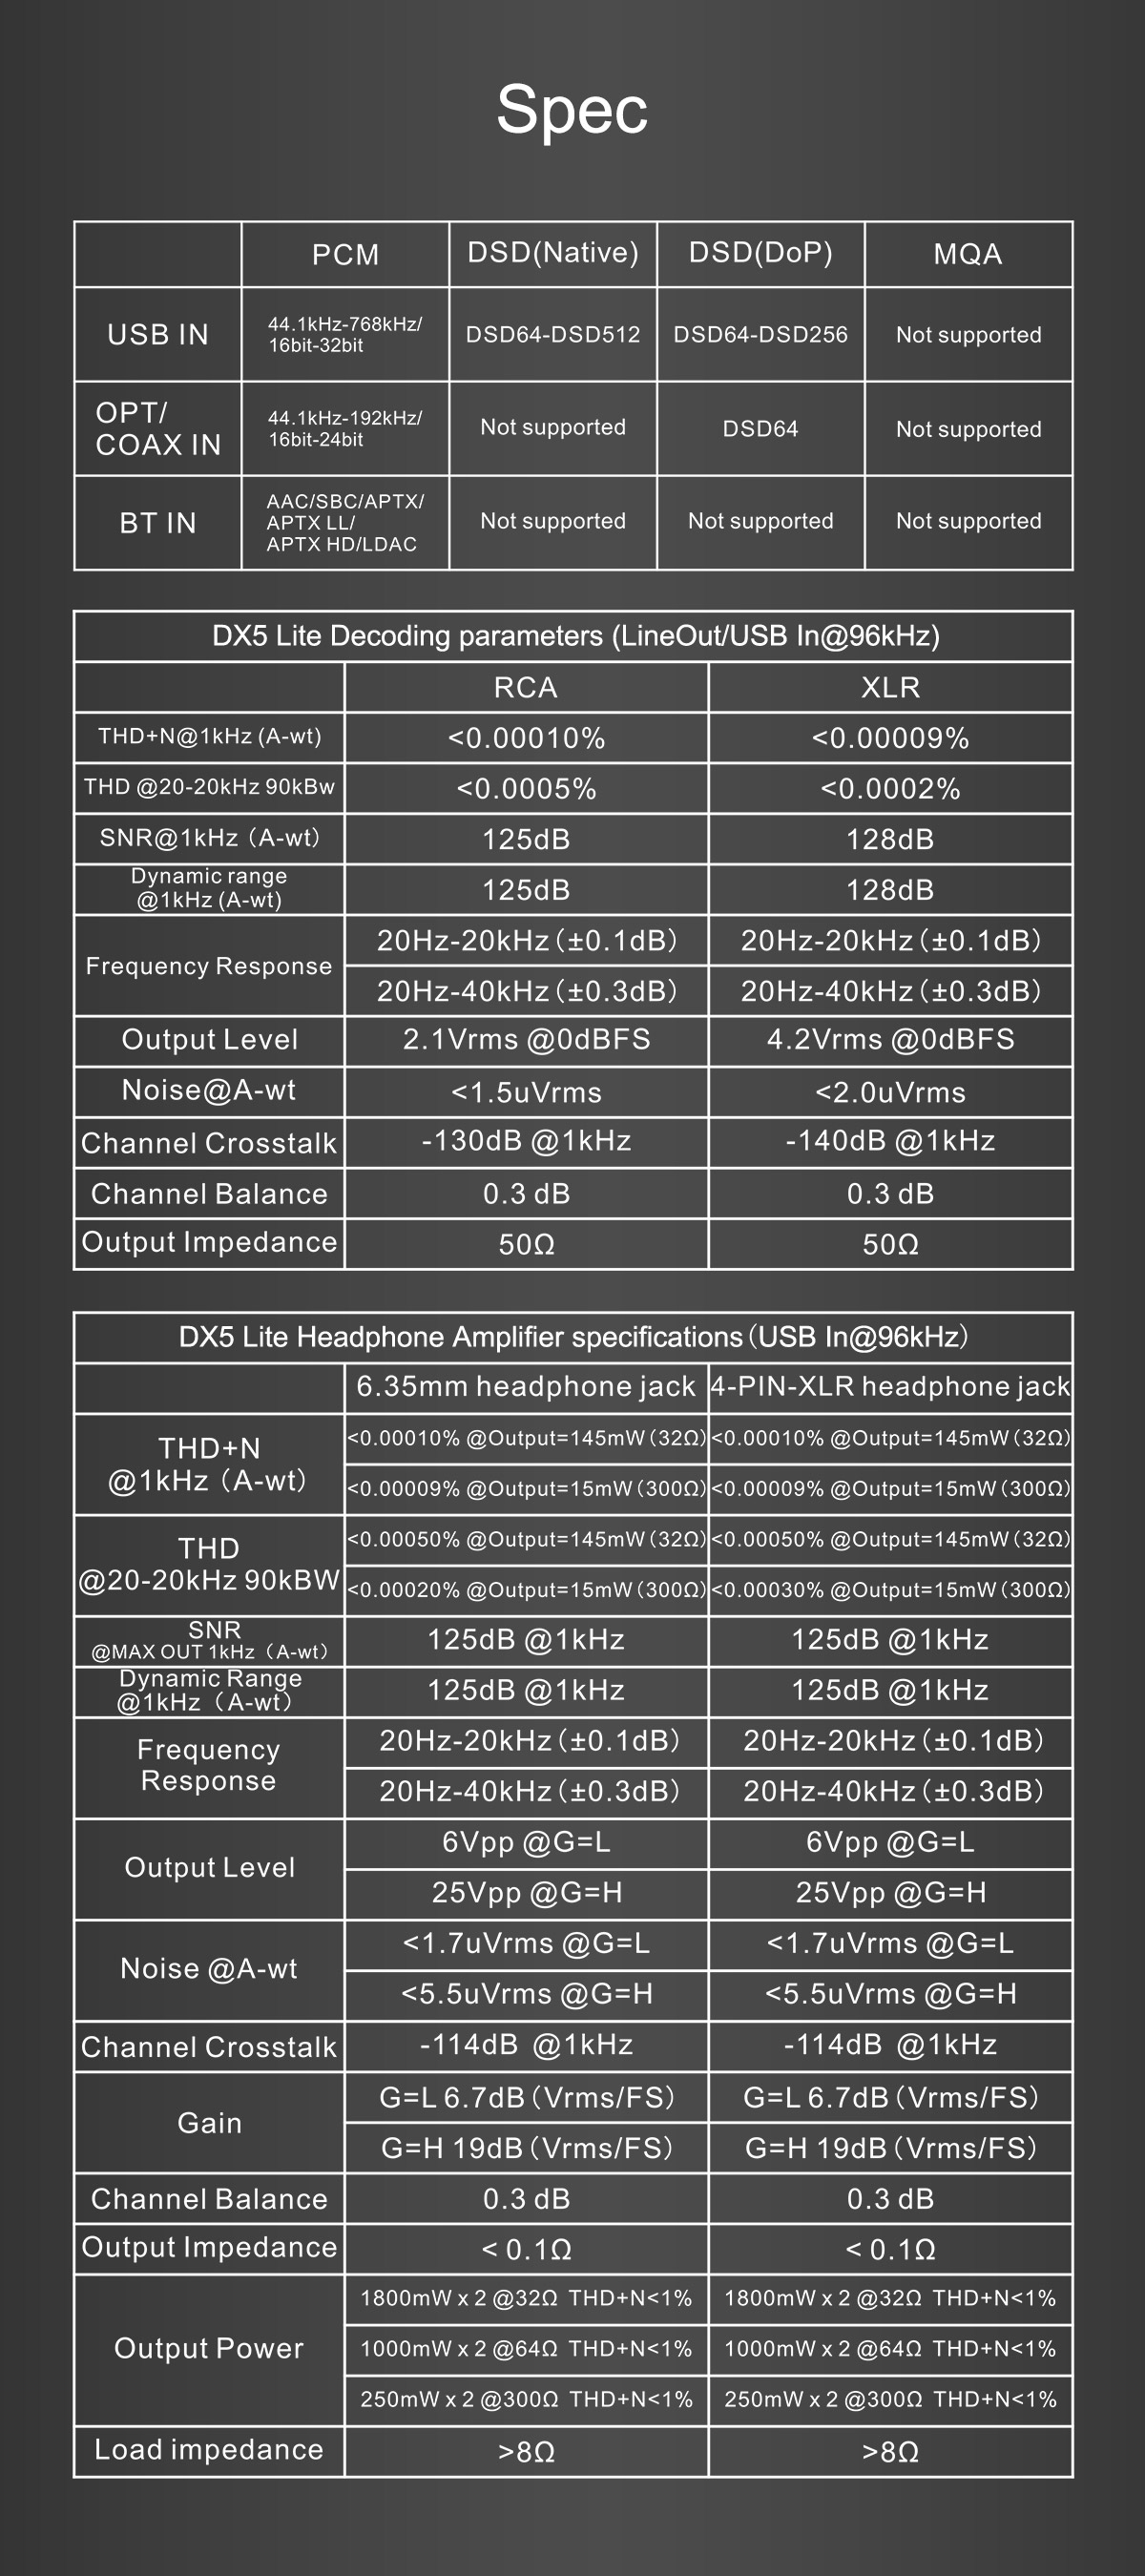 Spec
PCM
DSD(Native)
DSD(DoP)
MQA
USB IN
44.1kHz-768kHz/
16bit-32bit
DSD64-DSD512
DSD64-DSD256
Not supported
OPT/
COAX IN
44.1kHz-192kHz/
16bit-24bit
Not supported
DSD64
Not supported
BT IN
AAC/SBC/APTX/
APTX LL/
APTX HD/LDAC
Not supported
Not supported
Not supported
DX5 Lite Decoding parameters (LineOut/USB In@96kHz)
RCA
XLR
THD+N@1kHz (A-wt)
<0.00010%
<0.00009%
THD @20-20kHz 90kBw
<0.0005%
<0.0002%
SNR@1kHz (A-wt)
125dB
128dB
Dynamic range
@1kHz (A-wt)
125dB
128dB
Frequency Response
20Hz-20kHz (±0.1dB)
20Hz-20kHz (±0.1dB)
20Hz-40kHz (±0.3dB)
20Hz-40kHz (±0.3dB)
Output Level
2.1Vrms @0dBFS
4.2Vrms @0dBFS
Noise@A-wt
<1.5uVrms
<2.0uVrms
Channel Crosstalk
-130dB @1kHz
-140dB @1kHz
Channel Balance
0.3 dB
0.3 dB
Output Impedance
50Ω
50Ω
DX5 Lite Headphone Amplifier specifications (USB In@96kHz)
6.35mm headphone jack
4-PIN-XLR headphone jack
THD+N
@1kHz (A-wt)
<0.00010% @Output=145mW (32Ω)
<0.00010% @Output=145mW (32Ω)
<0.00009% @Output=15mW (300Ω)
<0.00009% @Output=15mW (300Ω)
THD
@20-20kHz 90kBW
<0.00050% @Output=145mW (32Ω)
<0.00050% @Output=145mW (32Ω)
<0.00020% @Output=15mW (300Ω)
<0.00030% @Output=15mW (300Ω)
SNR
@MAX OUT 1kHz (A-wt)
125dB @1kHz
125dB @1kHz
Dynamic Range
@1kHz (A-wt)
125dB @1kHz
125dB @1kHz
Frequency
Response
20Hz-20kHz (±0.1dB)
20Hz-20kHz (±0.1dB)
20Hz-40kHz (±0.3dB)
20Hz-40kHz (±0.3dB)
Output Level
6Vpp @G=L
6Vpp @G=L
25Vpp @G=H
25Vpp @G=H
Noise @A-wt
<1.7uVrms @G=L
<1.7uVrms @G=L
<5.5uVrms @G=H
<5.5uVrms @G=H
Channel Crosstalk
-114dB @1kHz
-114dB @1kHz
Gain
G=L 6.7dB (Vrms/FS)
G=L 6.7dB (Vrms/FS)
G=H 19dB (Vrms/FS)
G=H 19dB (Vrms/FS)
Channel Balance
0.3 dB
0.3 dB
Output Impedance
< 0.1Ω
< 0.1Ω
Output Power
1800mW x 2 @32Ω THD+N<1%
1800mW x 2 @32Ω THD+N<1%
1000mW x 2 @64Ω THD+N<1%
1000mW x 2 @64Ω THD+N<1%
250mW x 2 @300Ω THD+N<1%
250mW x 2 @300Ω THD+N<1%
Load impedance
>8Ω
>8Ω